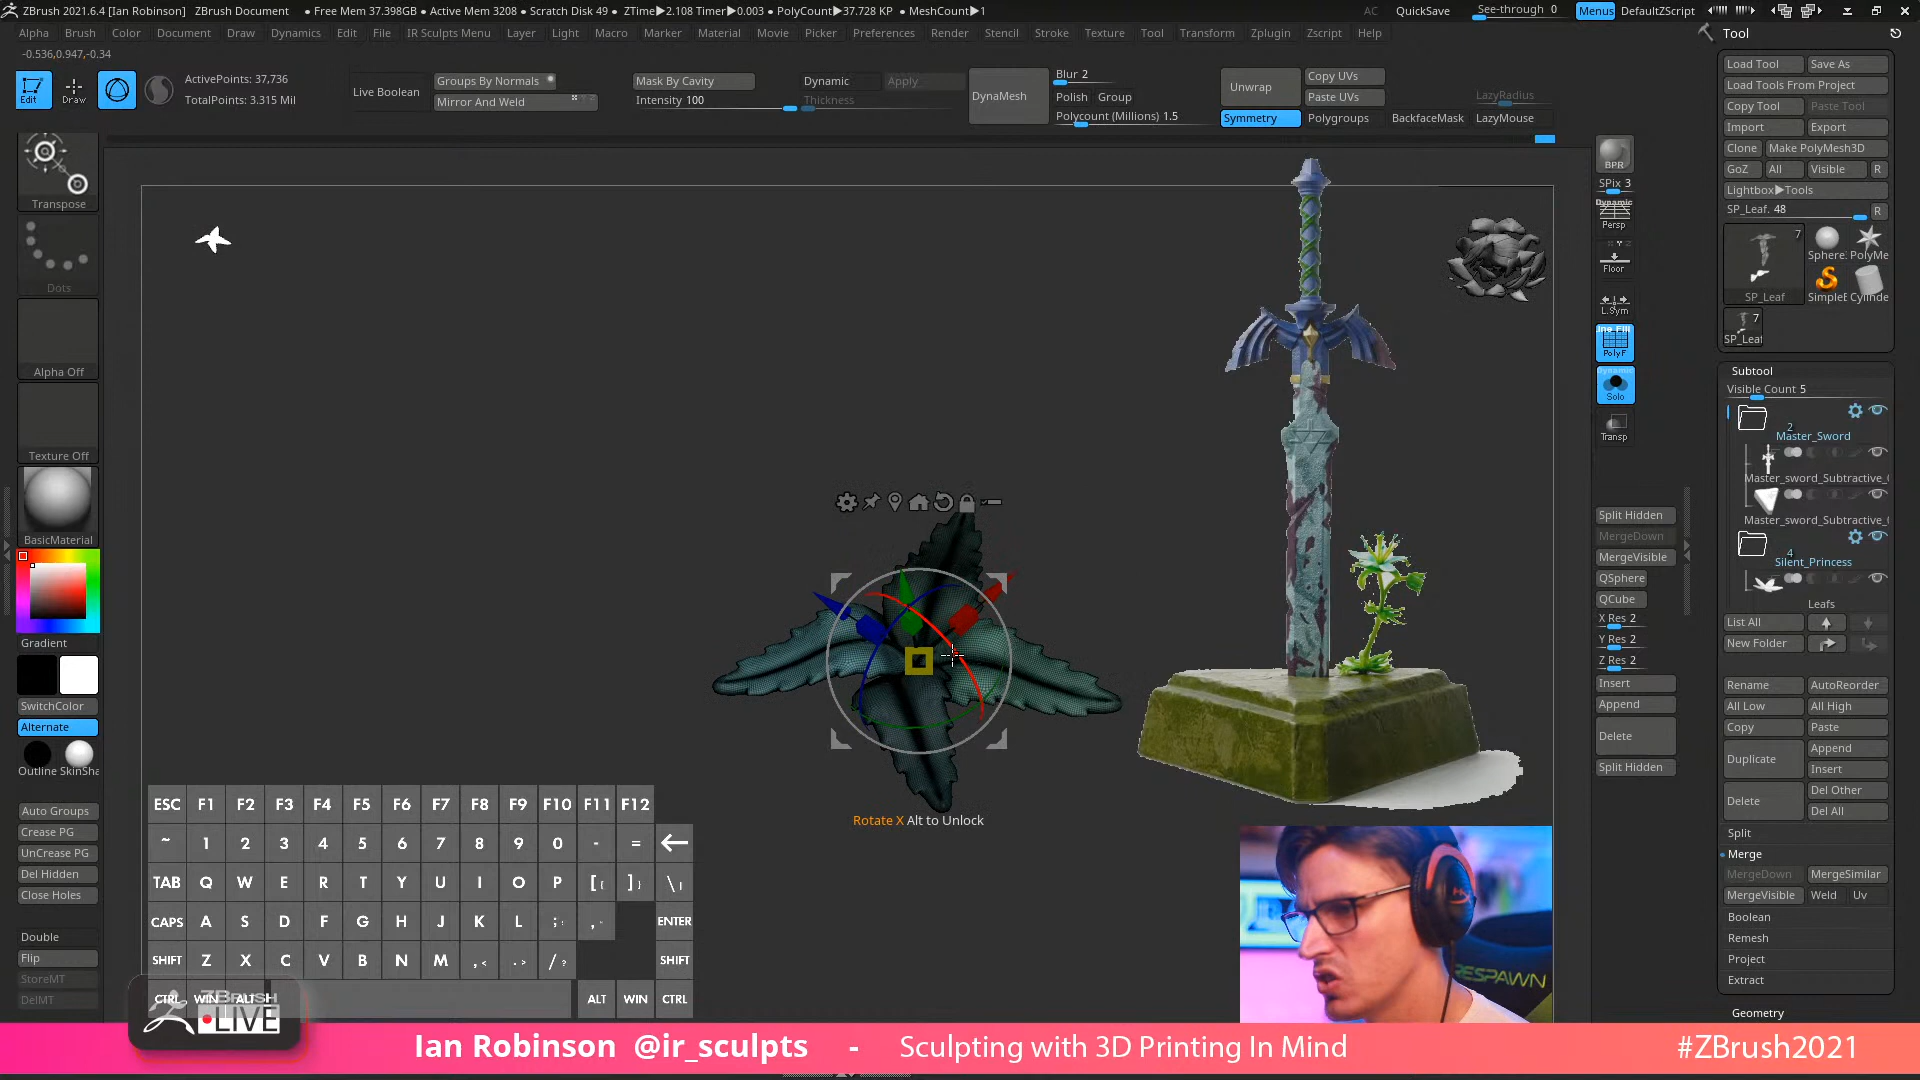 ZBrush 2021.6.4 [Ian Robinson] ZBrush Document • Free Mem 37.398GB • Active Mem 3208 • Scratch Disk 49 • ZTime▶2.108 Timer▶0.003 • PolyCount▶37.728 KP • MeshCount▶1
AC QuickSave See-through 0 Menus DefaultZScript
Alpha Brush Color Document Draw Dynamics Edit File IR Sculpts Menu Layer Light Macro Marker Material Movie Picker Preferences Render Stencil Stroke Texture Tool Transform Zplugin Zscript Help
-0.536,0.947,-0.34
Edit
Draw
ActivePoints: 37,736
TotalPoints: 3.315 Mil
Live Boolean
Groups By Normals
Mirror And Weld
Mask By Cavity
Intensity 100
Dynamic
Apply
Thickness
DynaMesh
Blur 2
Polish Group
Polycount (Millions) 1.5
Unwrap
Copy UVs
Paste UVs
Symmetry
Polygroups
BackfaceMask
LazyRadius
LazyMouse
Transpose
Dots
Alpha Off
Texture Off
BasicMaterial
Gradient
SwitchColor
Alternate
Outline SkinSha
Auto Groups
Crease PG
UnCrease PG
Del Hidden
Close Holes
Double
Flip
StoreMT
DelMT
BPR
SPix 3
Dynamic
Persp
Floor
L.Sym
Line Fill
PolyF
Dynamic
Solo
Transp
Split Hidden
MergeDown
MergeVisible
QSphere
QCube
X Res 2
Y Res 2
Z Res 2
Insert
Append
Delete
Split Hidden
Tool
Load Tool Save As
Load Tools From Project
Copy Tool Paste Tool
Import Export
Clone Make PolyMesh3D
GoZ All Visible R
Lightbox▶Tools
SP_Leaf. 48 R
7
Sphere: PolyMe
SP_Leaf SimpleE Cylinde
7
SP_Leaf
Subtool
Visible Count 5
2
Master_Sword
Master_sword_Subtractive_
Master_sword_Subtractive_
4
Silent_Princess
Leafs
List All
New Folder
Rename AutoReorder
All Low All High
Copy Paste
Duplicate
Append
Insert
Delete
Del Other
Del All
Split
Merge
MergeDown MergeSimilar
MergeVisible Weld Uv
Boolean
Remesh
Project
Extract
Geometry
Rotate X Alt to Unlock
ESC F1 F2 F3 F4 F5 F6 F7 F8 F9 F10 F11 F12
~ 1 2 3 4 5 6 7 8 9 0 - =
TAB Q W E R T Y U I O P [ { ] } \ |
CAPS A S D F G H J K L ; : ENTER
SHIFT Z X C V B N M , < . > / ? SHIFT
CTRL WIN ALT ALT WIN CTRL
ZBRUSH
LIVE
RESPAWN
Ian Robinson @ir_sculpts - Sculpting with 3D Printing In Mind #ZBrush2021